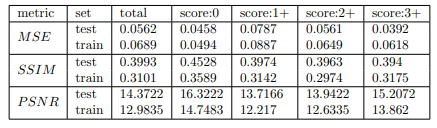 metric set total score:0 score:1+ score:2+ score:3+
MSE test 0.0562 0.0458 0.0787 0.0561 0.0392
train 0.0689 0.0494 0.0887 0.0649 0.0618
SSIM test 0.3993 0.4528 0.3974 0.3963 0.394
train 0.3101 0.3589 0.3142 0.2974 0.3175
PSNR test 14.3722 16.3222 13.7166 13.9422 15.2072
train 12.9835 14.7483 12.217 12.6335 13.862